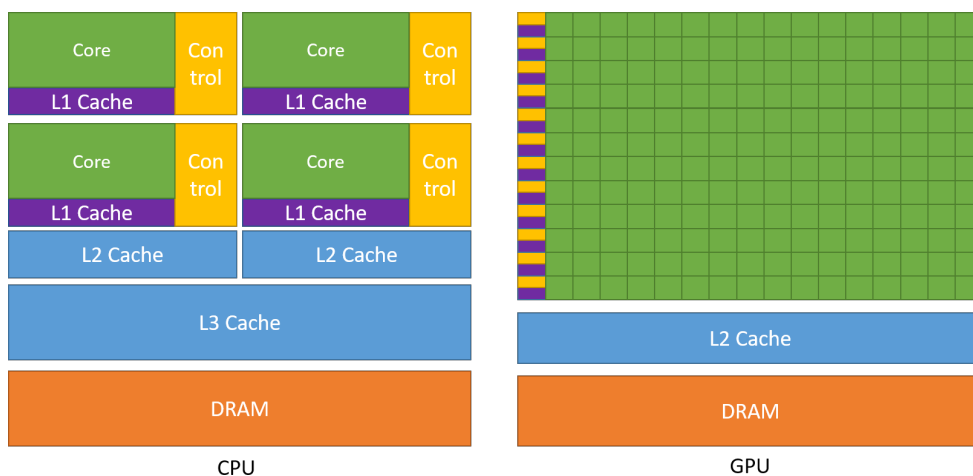 Core
Con
trol
L1 Cache
Core
Con
trol
L1 Cache
Core
Con
trol
L1 Cache
Core
Con
trol
L1 Cache
L2 Cache
L2 Cache
L3 Cache
DRAM
CPU
L2 Cache
DRAM
GPU